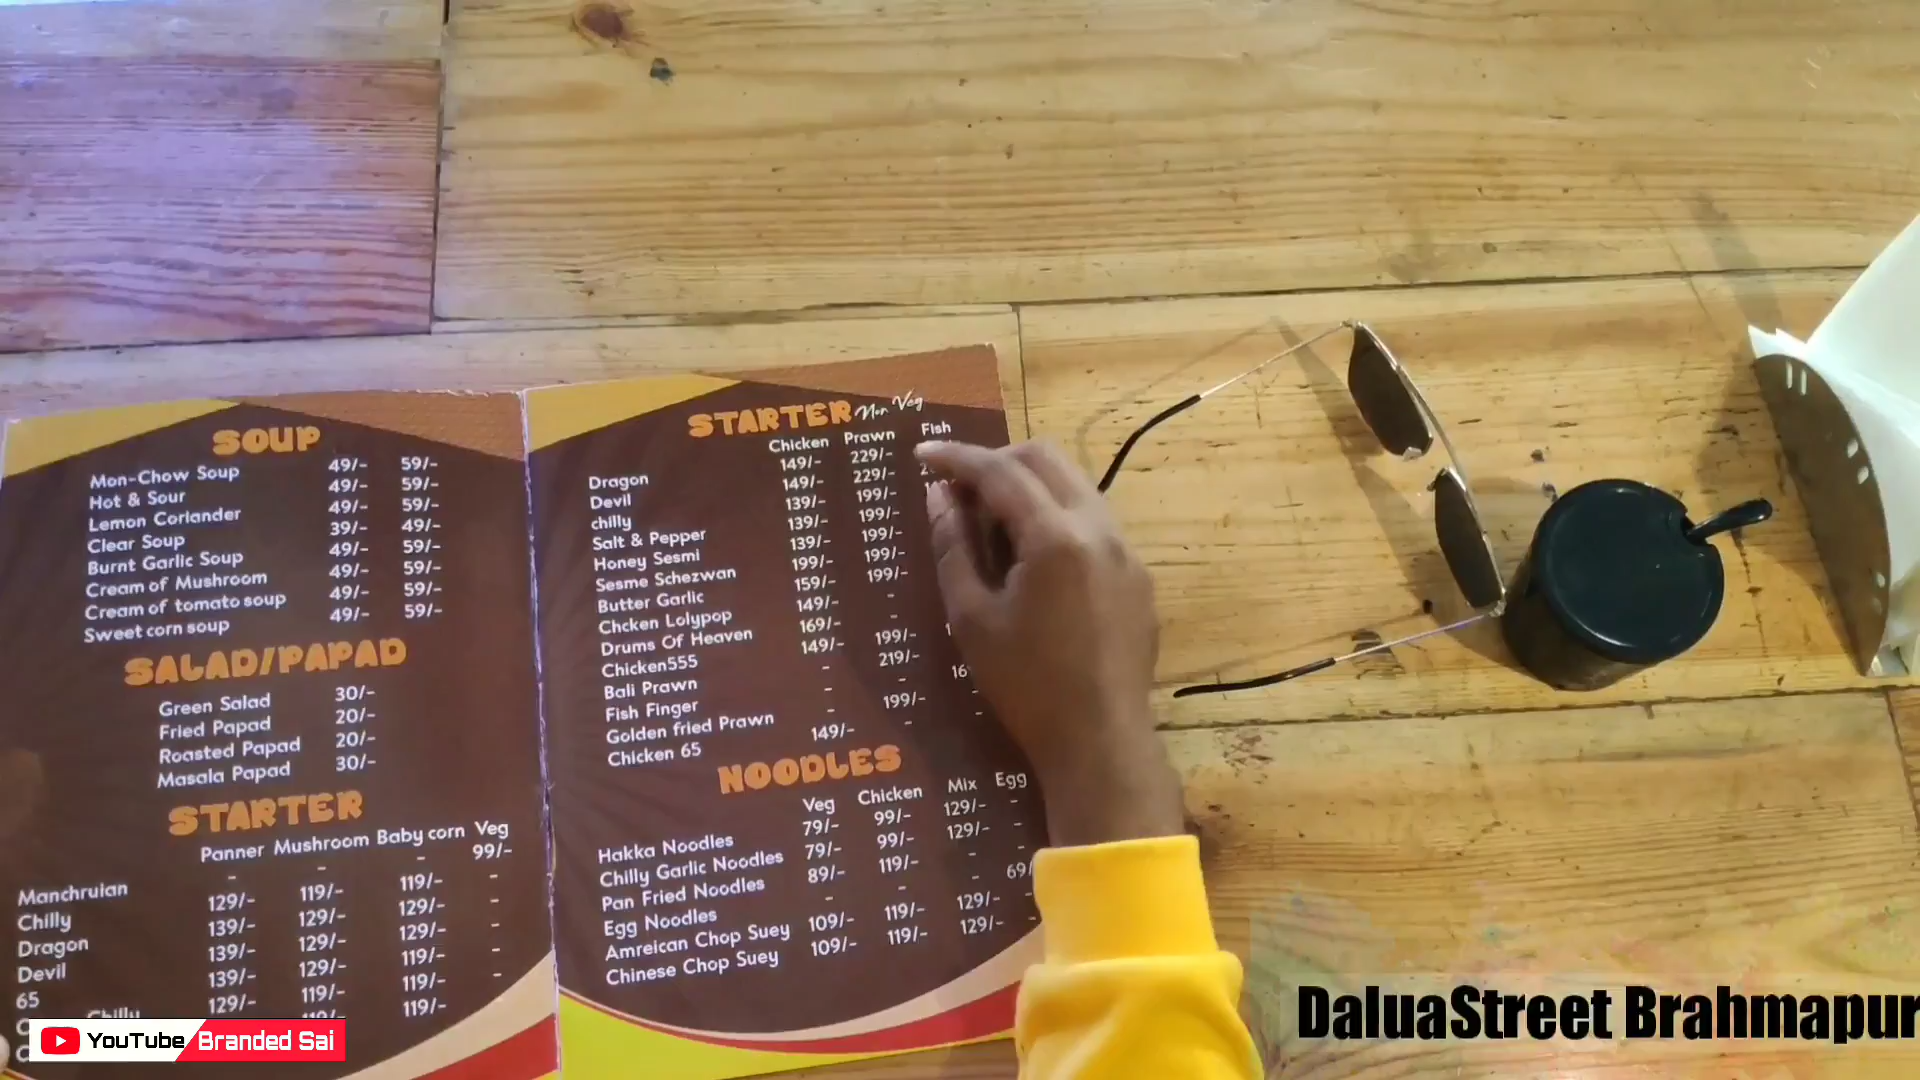 SOUP
Mon-Chow Soup 49/- 59/-
Hot & Sour 49/- 59/-
Lemon Coriander 49/- 59/-
Clear Soup 39/- 49/-
Burnt Garlic Soup 49/- 59/-
Cream of Mushroom 49/- 59/-
Cream of tomato soup 49/- 59/-
Sweet corn soup 49/- 59/-
SALAD/PAPAD
Green Salad 30/-
Fried Papad 20/-
Roasted Papad 20/-
Masala Papad 30/-
STARTER
Panner Mushroom Baby corn Veg
Manchruian - - - 99/-
Chilly 129/- 119/- 119/- -
Dragon 139/- 129/- 129/- -
Devil 139/- 129/- 129/- -
65 139/- 129/- 119/- -
Chilly 129/- 119/- 119/- -
119/-
STARTER Non Veg
Chicken Prawn Fish
Dragon 149/- 229/-
Devil 149/- 229/-
chilly 139/- 199/-
Salt & Pepper 139/- 199/-
Honey Sesmi 139/- 199/-
Sesme Schezwan 199/- 199/-
Butter Garlic 159/- 199/-
Chcken Lolypop 149/- -
Drums Of Heaven 169/- -
Chicken555 149/- 199/-
Bali Prawn - 219/-
Fish Finger - -
Golden fried Prawn - 199/- -
Chicken 65 149/- - -
NOODLES
Veg Chicken Mix Egg
Hakka Noodles 79/- 99/- 129/- -
Chilly Garlic Noodles 79/- 99/- 129/- -
Pan Fried Noodles 89/- 119/- - -
Egg Noodles - - - 69/
Amreican Chop Suey 109/- 119/- 129/- -
Chinese Chop Suey 109/- 119/- 129/- -
YouTube Branded Sai
DaluaStreet Brahmapur